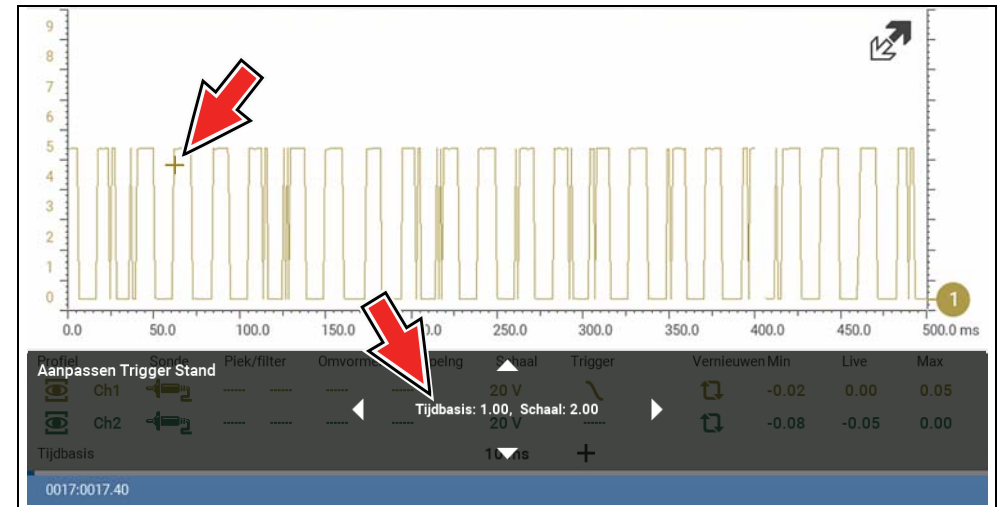 9
8
7
6
5
4
3
2
1
0
1
0.0 50.0 100.0 150.0 250.0 300.0 350.0 400.0 450.0 500.0 ms
Profiel Sonde Piek/filter Schaal Trigger Vernieuwen Min Live Max
Aanpassen Trigger Stand
Ch1 ------ ------ ------ 20 V -0.02 0.00 0.05
Tijdbasis: 1.00, Schaal: 2.00
Ch2 ------ ------ ------ ------ 20 V ------ -0.08 -0.05 0.00
Tijdbasis
0017:0017.40